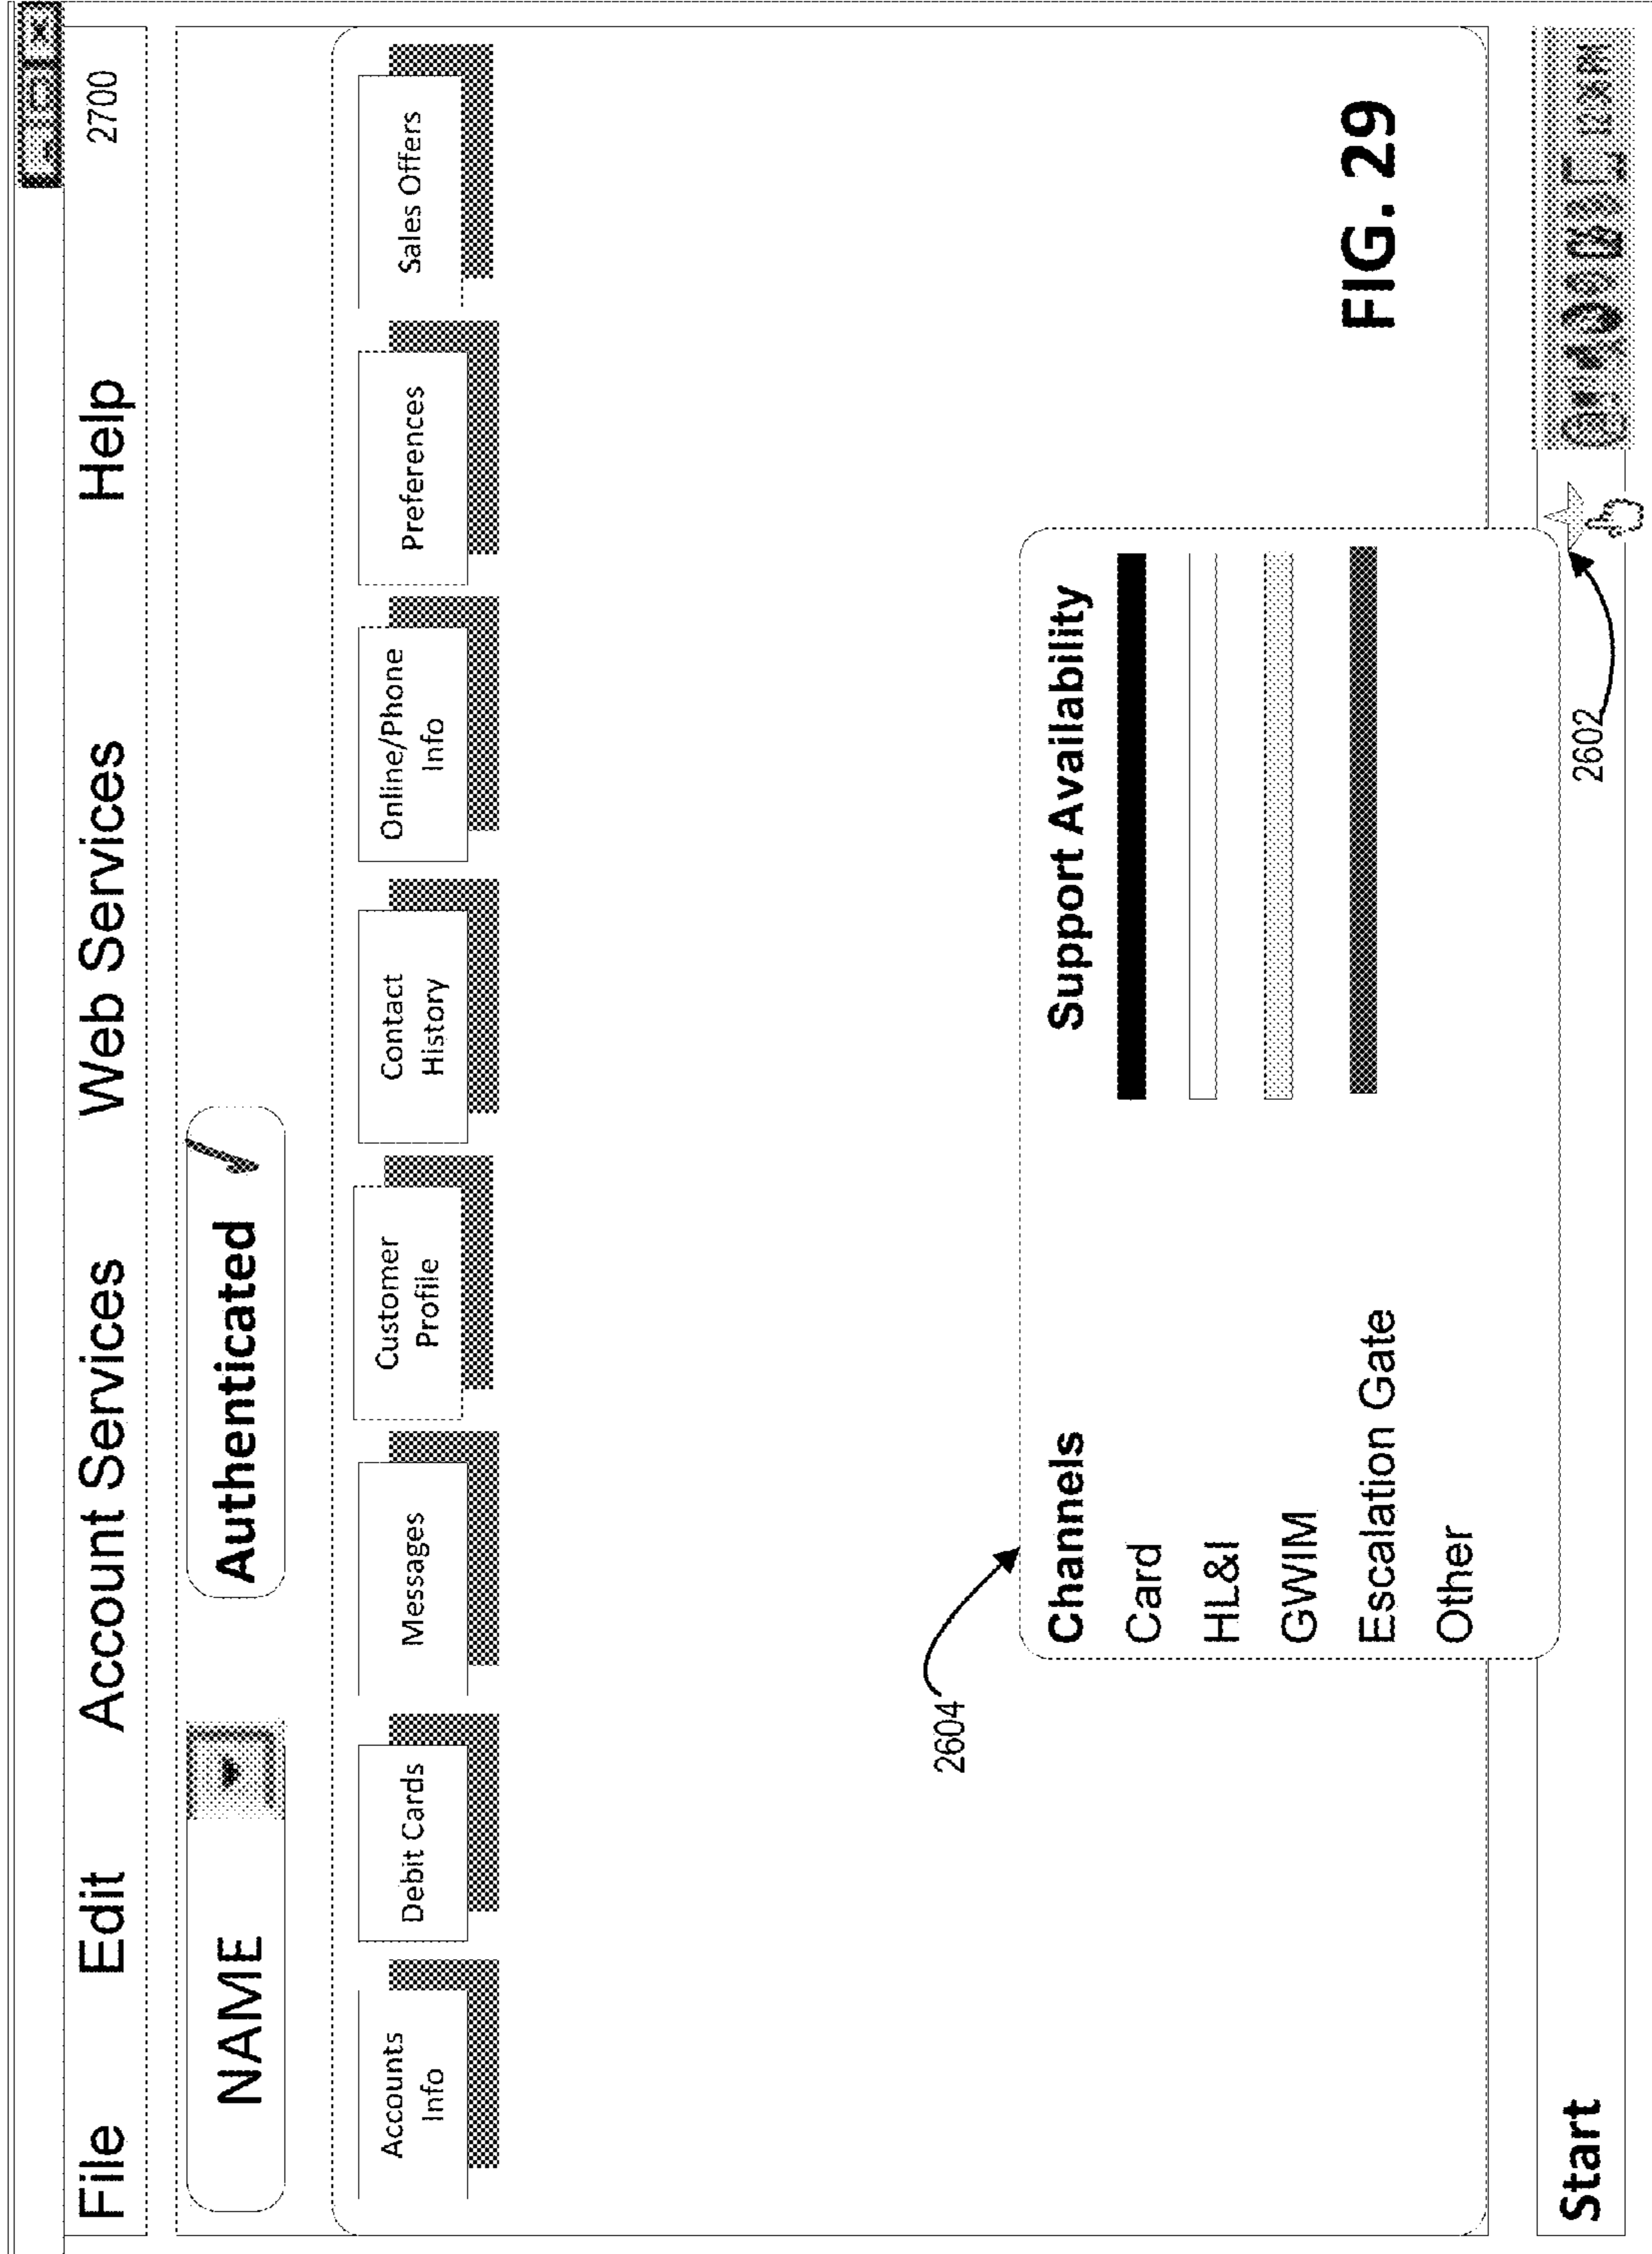 2700
File Edit Account Services Web Services Help
NAME Authenticated
Accounts
Info
Debit Cards
Messages
Customer
Profile
Contact
History
Online/Phone
Info
Preferences
Sales Offers
2604
Channels Support Availability
Card
HL&I
GWIM
Escalation Gate
Other
2602
FIG. 29
Start